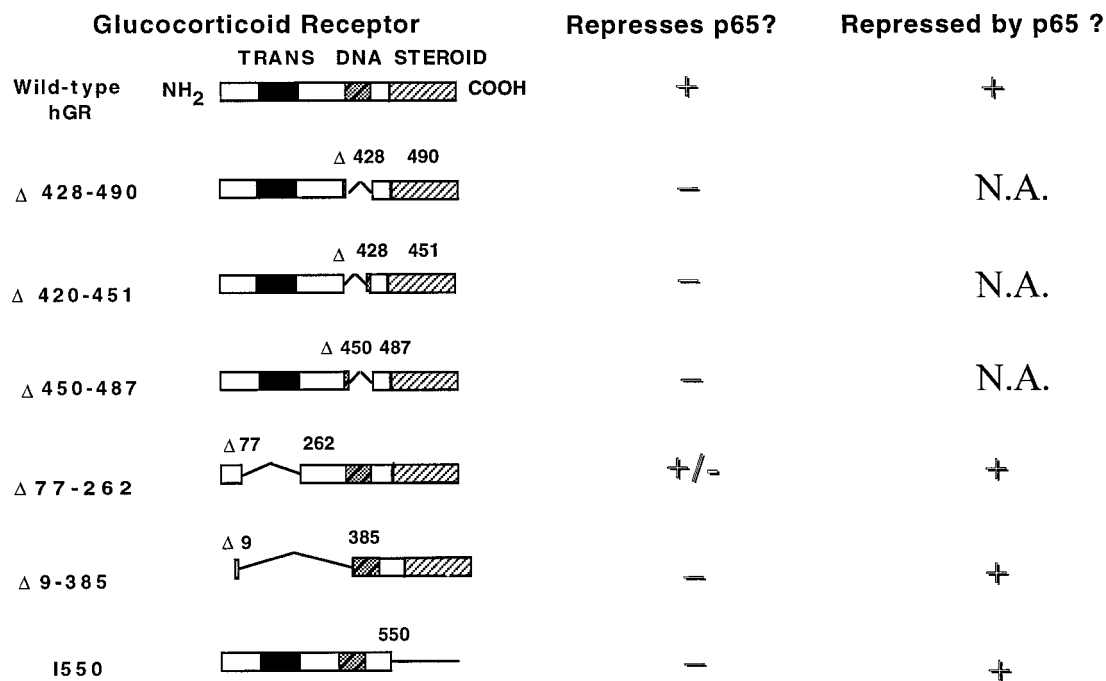 Glucocorticoid Receptor Represses p65? Repressed by p65 ?
TRANS DNA STEROID
Wild-type hGR NH2 COOH + +
Δ 428 490
Δ 428-490 – N.A.
Δ 428 451
Δ 420-451 – N.A.
Δ 450 487
Δ 450-487 – N.A.
Δ 77 262
Δ 77-262 +/- +
Δ 9 385
Δ 9-385 – +
550
I550 – +